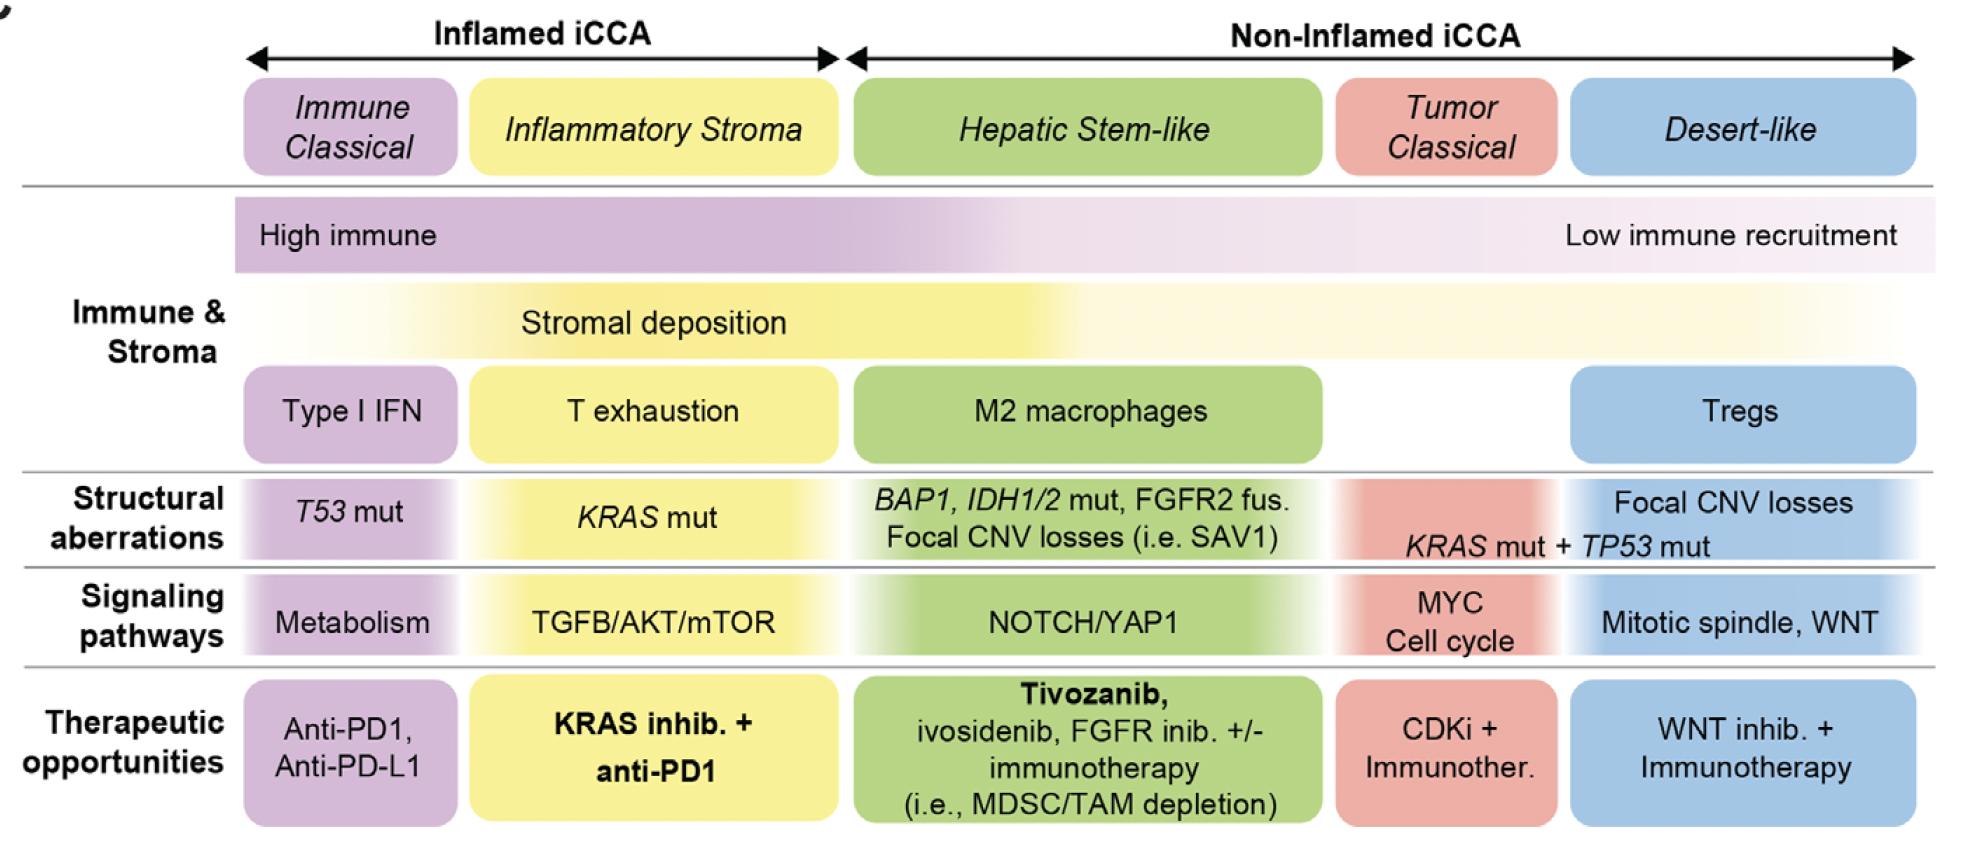 Inflamed iCCA
Non-Inflamed iCCA
Immune
Classical
Inflammatory Stroma
Hepatic Stem-like
Tumor
Classical
Desert-like
High immune
Low immune recruitment
Immune &
Stroma
Stromal deposition
Type I IFN
T exhaustion
M2 macrophages
Tregs
Structural
aberrations
T53 mut
KRAS mut
BAP1, IDH1/2 mut, FGFR2 fus.
Focal CNV losses (i.e. SAV1)
Focal CNV losses
KRAS mut + TP53 mut
Signaling
pathways
Metabolism
TGFB/AKT/mTOR
NOTCH/YAP1
MYC
Cell cycle
Mitotic spindle, WNT
Therapeutic
opportunities
Anti-PD1,
Anti-PD-L1
KRAS inhib. +
anti-PD1
Tivozanib,
ivosidenib, FGFR inib. +/-
immunotherapy
(i.e., MDSC/TAM depletion)
CDKi +
Immunother.
WNT inhib. +
Immunotherapy